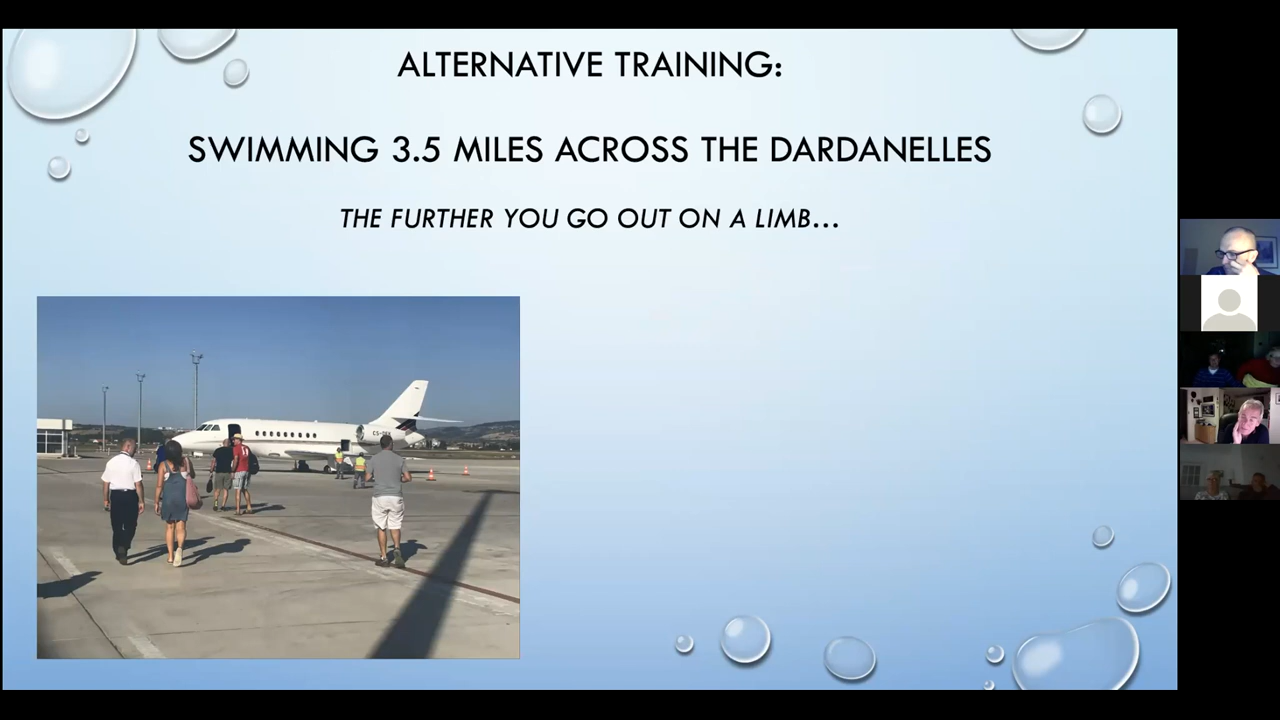 ALTERNATIVE TRAINING:
SWIMMING 3.5 MILES ACROSS THE DARDANELLES
THE FURTHER YOU GO OUT ON A LIMB...